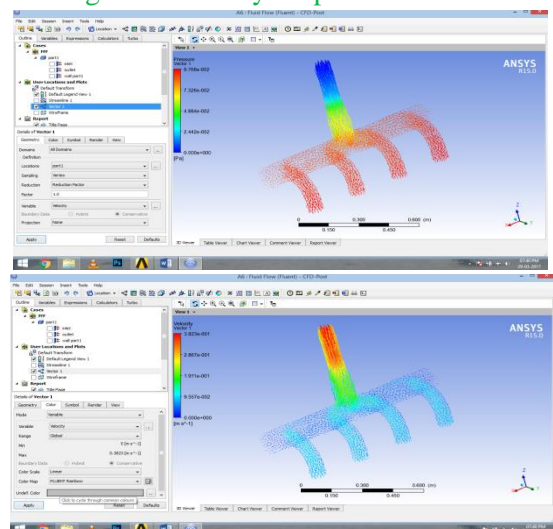 A6 : Fluid Flow (Fluent) - CFD-Post
File Edit Session Insert Tools Help
Location
Outline Variables Expressions Calculators Turbo
Cases
FFF
part1
inlet
outlet
wall part1
User Locations and Plots
Default Transform
Default Legend View 1
Streamline 1
Vector 1
Wireframe
Report
Title Page
Details of Vector 1
Geometry Color Symbol Render View
Domains All Domains
Definition
Locations part1
Sampling Vertex
Reduction Reduction Factor
Factor 1.0
Variable Velocity
Boundary Data Hybrid Conservative
Projection None
Apply Reset Defaults
View 1
Pressure
Vector 1
7.326e-002
2.442e-002
0.000e+000
[Pa]
ANSYS
R15.0
0 0.300 0.600 (m)
0.150 0.450
3D Viewer Table Viewer Chart Viewer Comment Viewer Report Viewer
A6 : Fluid Flow (Fluent) - CFD-Post
File Edit Session Insert Tools Help
Location
Outline Variables Expressions Calculators Turbo
Cases
FFF
part1
inlet
outlet
wall part1
User Locations and Plots
Default Transform
Default Legend View 1
Streamline 1
Vector 1
Wireframe
Report
Title Page
Details of Vector 1
Geometry Color Symbol Render View
Mode Variable
Variable Velocity
Range Global
Min 0 [m s^-1]
Max 0.3823 [m s^-1]
Boundary Data Hybrid Conservative
Color Scale Linear
Color Map FLUENT Rainbow
Undef. Color
Click to cycle through common colours
Apply Reset Defaults
View 1
Velocity
Vector 1
3.823e-001
2.867e-001
1.911e-001
9.557e-002
0.000e+000
[m s^-1]
ANSYS
R15.0
0 0.300 0.600 (m)
0.150 0.450
3D Viewer Table Viewer Chart Viewer Comment Viewer Report Viewer